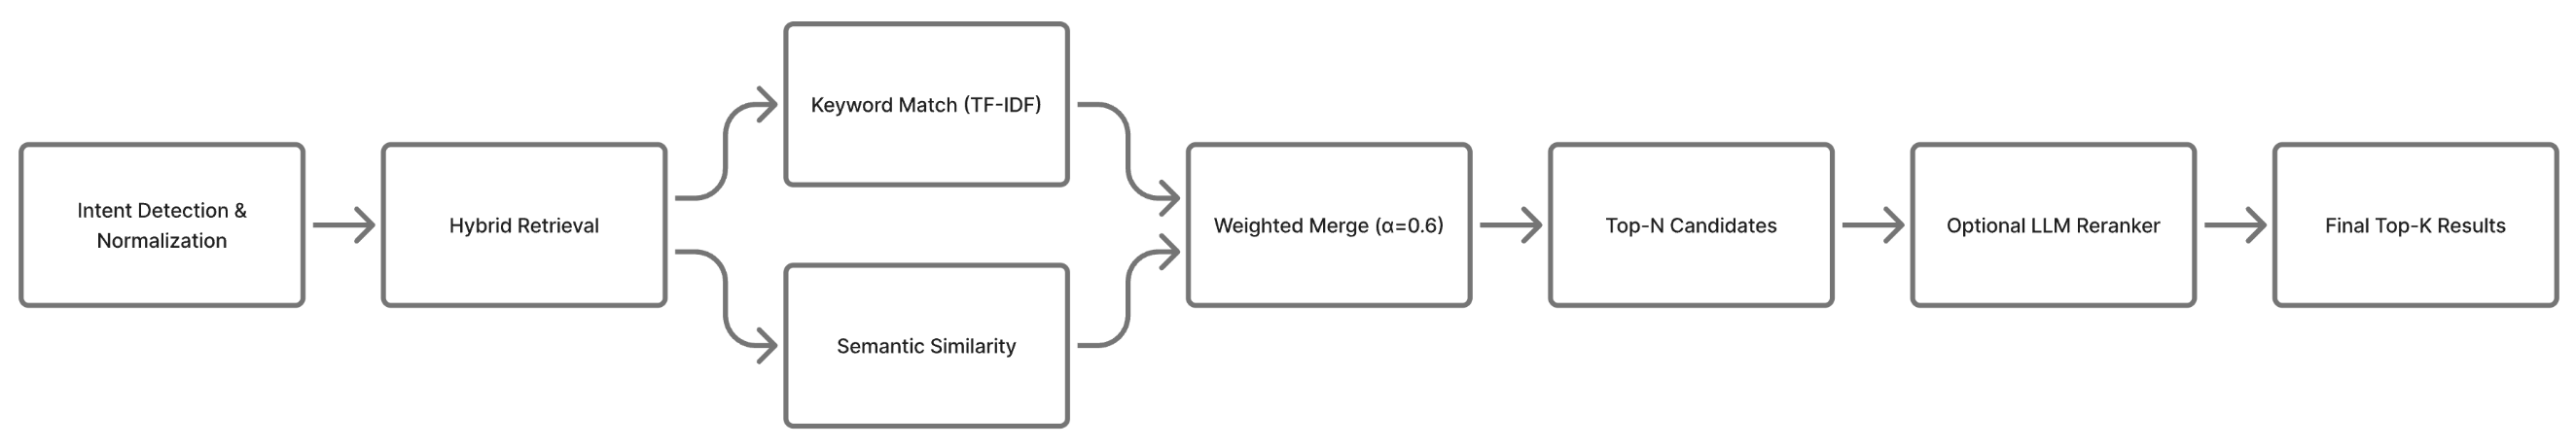 Intent Detection &
Normalization
Hybrid Retrieval
Keyword Match (TF-IDF)
Semantic Similarity
Weighted Merge (α=0.6)
Top-N Candidates
Optional LLM Reranker
Final Top-K Results